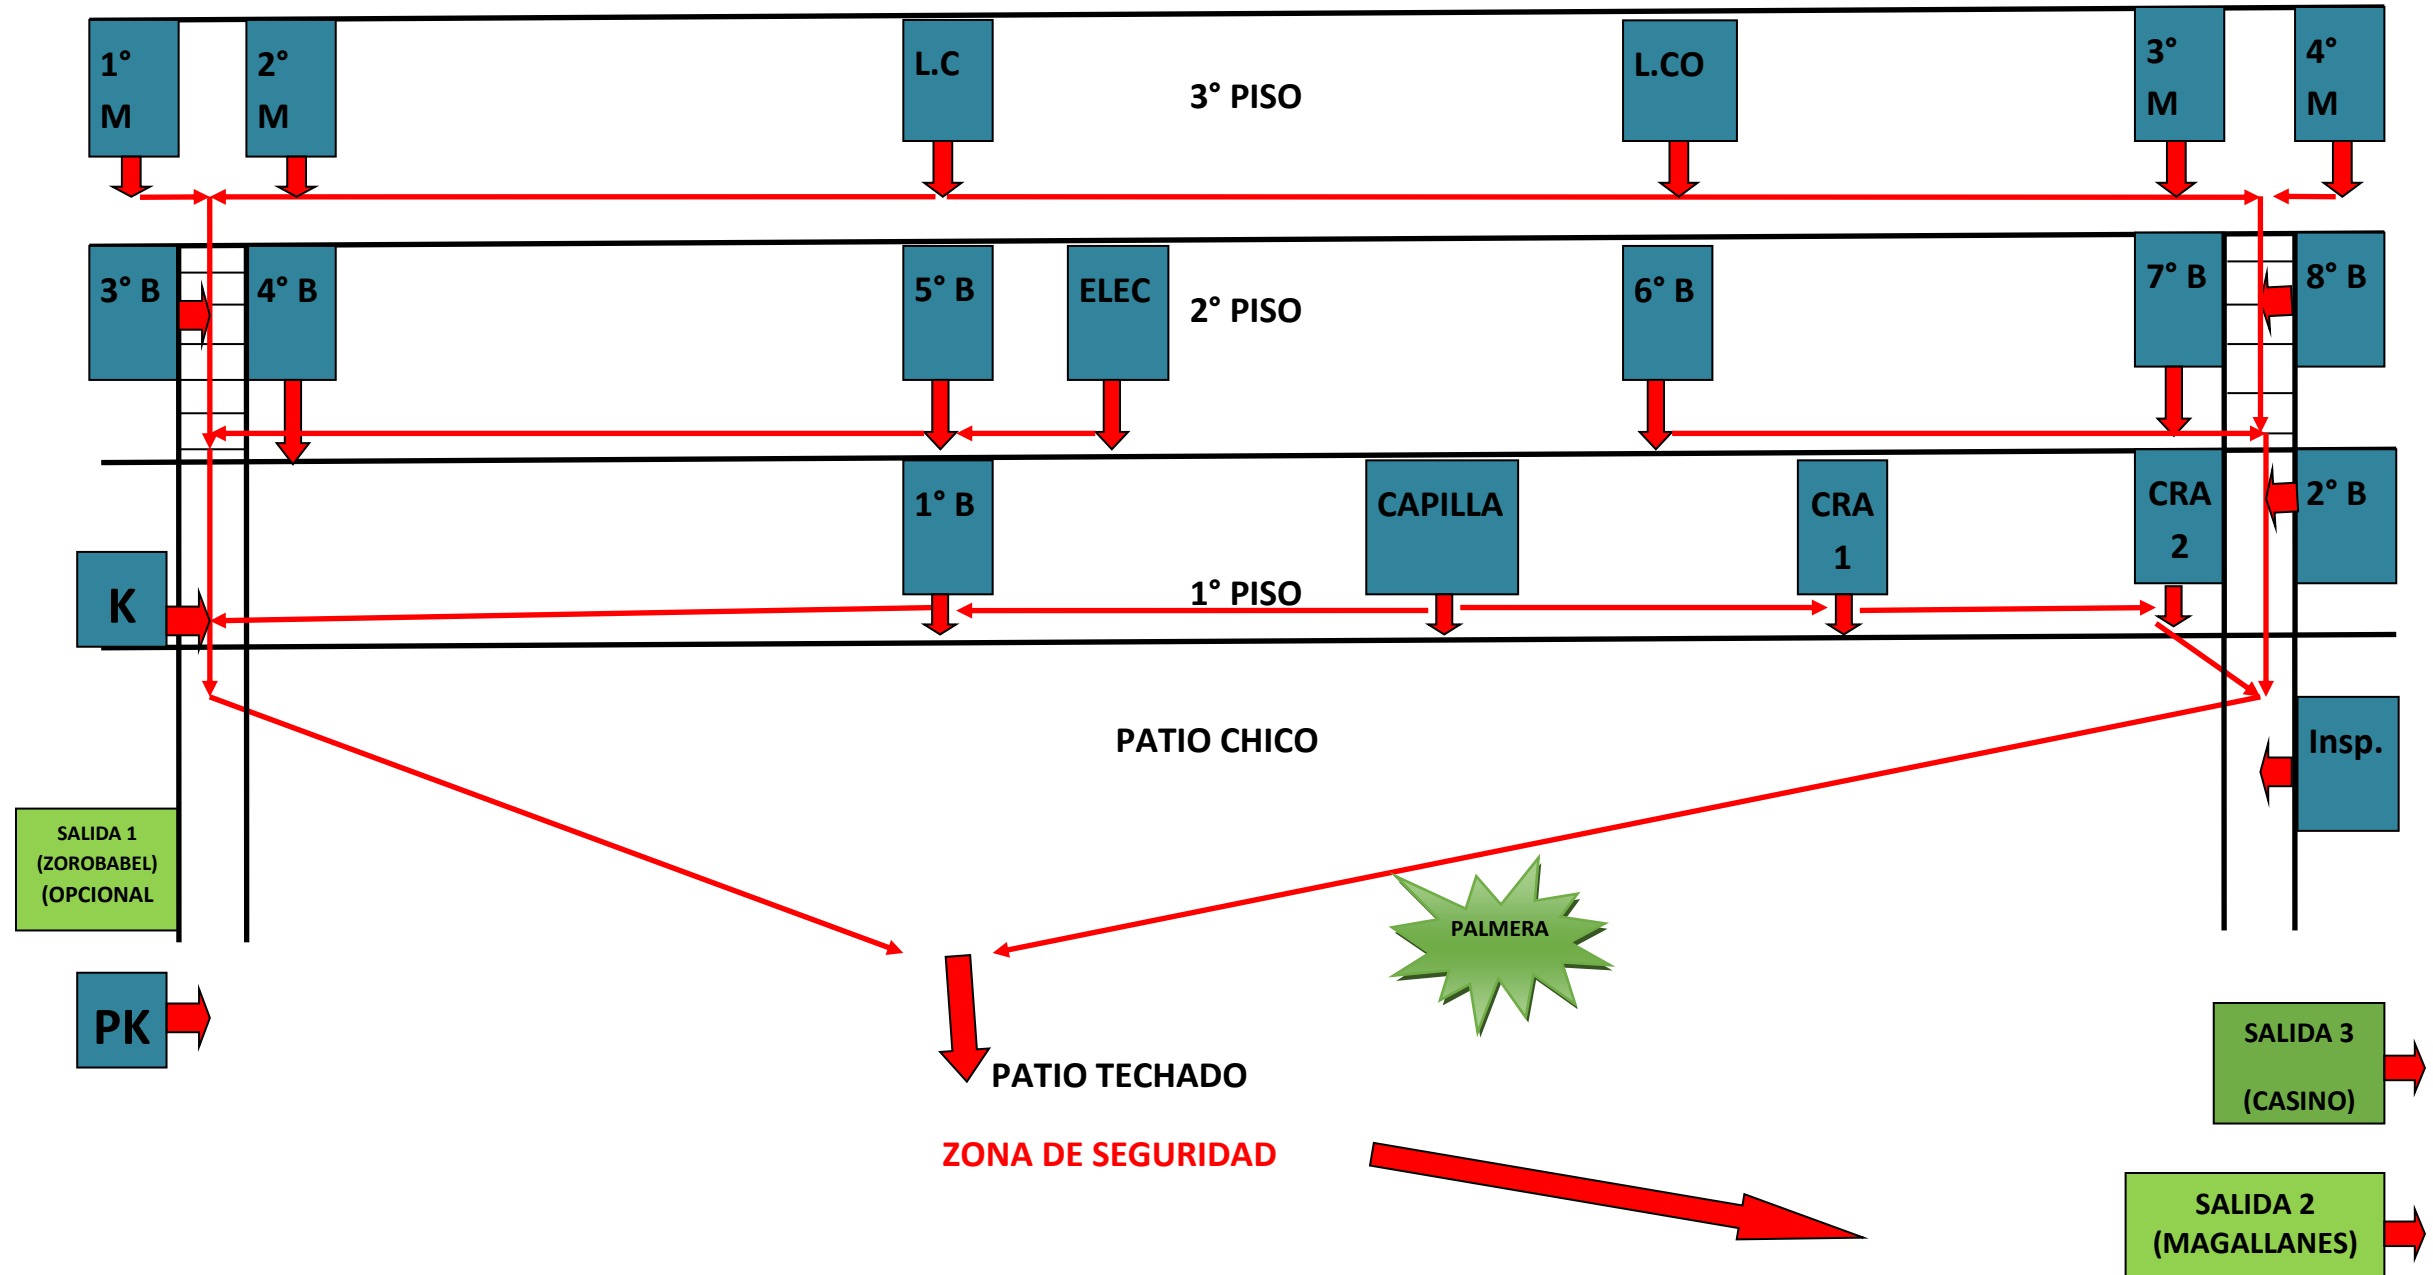 1°
M
2°
M
L.C
3° PISO
L.CO
3°
M
4°
M
3° B
4° B
5° B
ELEC
2° PISO
6° B
7° B
8° B
1° B
CAPILLA
CRA
1
CRA
2
2° B
K
1° PISO
PATIO CHICO
Insp.
SALIDA 1
(ZOROBABEL)
(OPCIONAL
PALMERA
PK
PATIO TECHADO
SALIDA 3
(CASINO)
ZONA DE SEGURIDAD
SALIDA 2
(MAGALLANES)